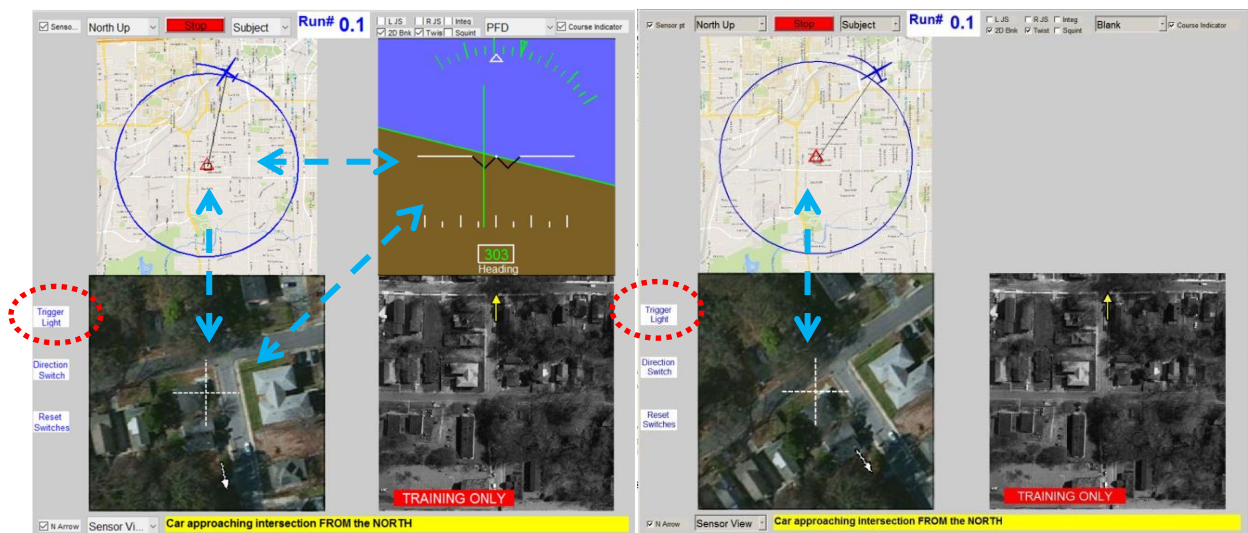 Senso...
North Up
Stop
Subject
Run# 0.1
L JS
R JS
Integ
2D Bnk
Twist
Squint
PFD
Course Indicator
303
Heading
Trigger
Light
Direction
Switch
Reset
Switches
TRAINING ONLY
N Arrow
Sensor Vi...
Car approaching intersection FROM the NORTH
Sensor pt
North Up
Stop
Subject
Run# 0.1
L JS
R JS
Integ
2D Bnk
Twist
Squint
Blank
Course Indicator
Trigger
Light
Direction
Switch
Reset
Switches
TRAINING ONLY
N Arrow
Sensor View
Car approaching intersection FROM the NORTH